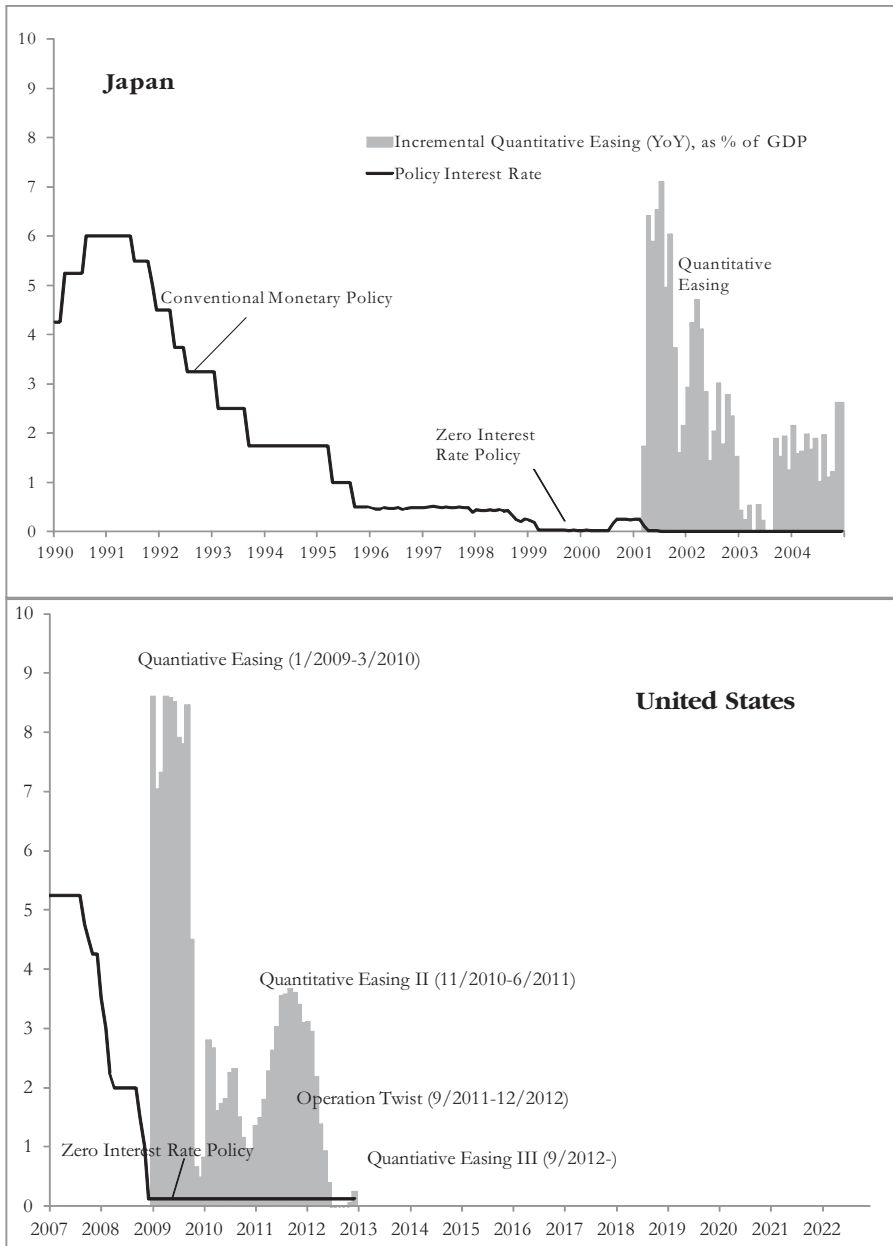 10
Japan
9
8
Incremental Quantitative Easing (YoY), as % of GDP
Policy Interest Rate
7
6
Quantitative
Easing
5
Conventional Monetary Policy
4
3
2
Zero Interest
Rate Policy
1
0
1990 1991 1992 1993 1994 1995 1996 1997 1998 1999 2000 2001 2002 2003 2004
10
Quantiative Easing (1/2009-3/2010)
9
United States
8
7
6
5
4
Quantitative Easing II (11/2010-6/2011)
3
2
Operation Twist (9/2011-12/2012)
1
Zero Interest Rate Policy
Quantiative Easing III (9/2012-)
0
2007 2008 2009 2010 2011 2012 2013 2014 2015 2016 2017 2018 2019 2020 2021 2022